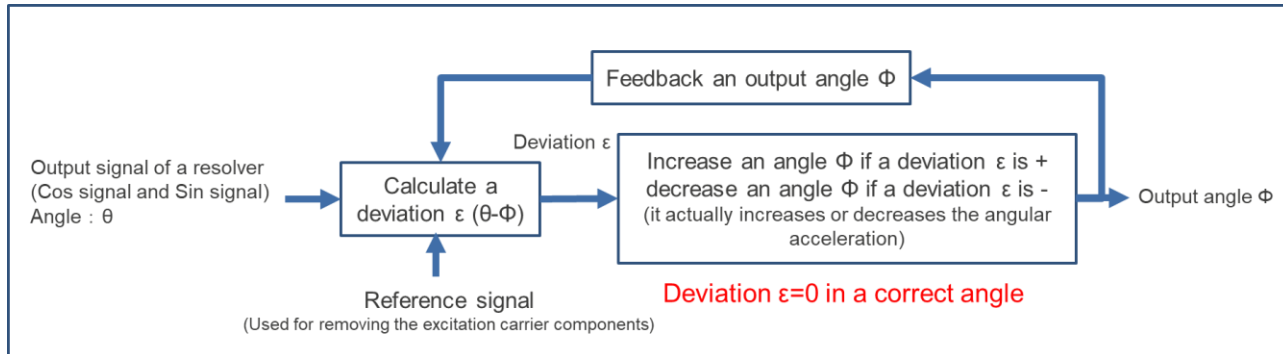 Feedback an output angle Φ
Deviation ε
Output signal of a resolver
(Cos signal and Sin signal)
Angle : θ
Calculate a
deviation ε (θ-Φ)
Increase an angle Φ if a deviation ε is +
decrease an angle Φ if a deviation ε is -
(it actually increases or decreases the angular
acceleration)
Output angle Φ
Reference signal
(Used for removing the excitation carrier components)
Deviation ε=0 in a correct angle